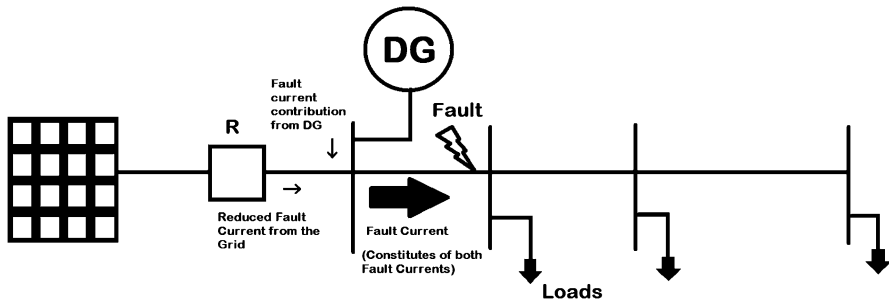 DG
Fault
current
contribution
from DG
Fault
R
Reduced Fault
Current from the
Grid
Fault Current
(Constitutes of both
Fault Currents)
Loads